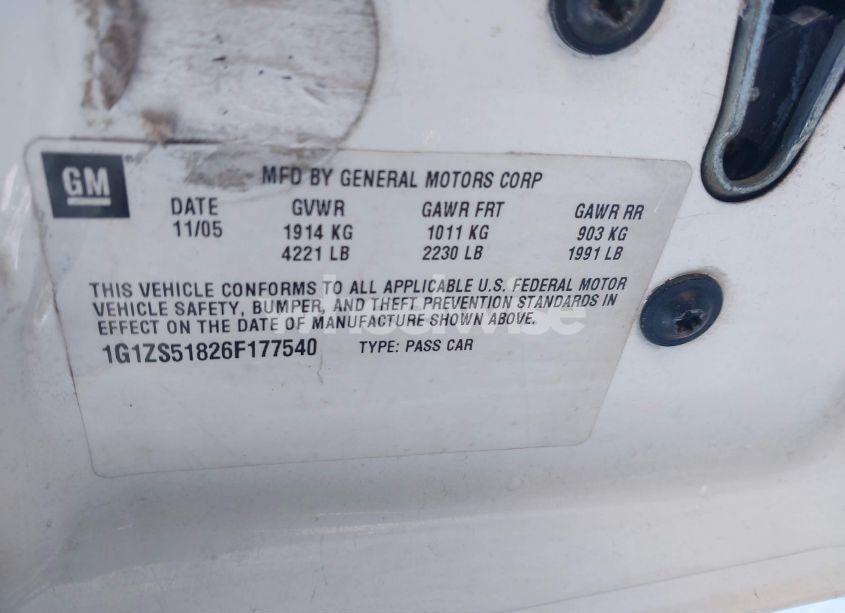 GM
MFD BY GENERAL MOTORS CORP
DATE GVWR GAWR FRT GAWR RR
11/05 1914 KG 1011 KG 903 KG
4221 LB 2230 LB 1991 LB
THIS VEHICLE CONFORMS TO ALL APPLICABLE U.S. FEDERAL MOTOR
VEHICLE SAFETY, BUMPER, AND THEFT PREVENTION STANDARDS IN
EFFECT ON THE DATE OF MANUFACTURE SHOWN ABOVE.
1G1ZS51826F177540 TYPE: PASS CAR